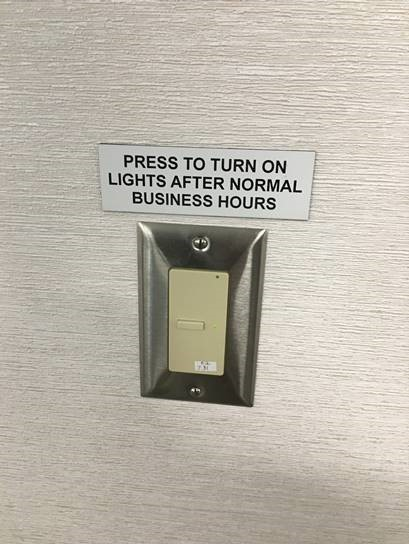 PRESS TO TURN ON
LIGHTS AFTER NORMAL
BUSINESS HOURS